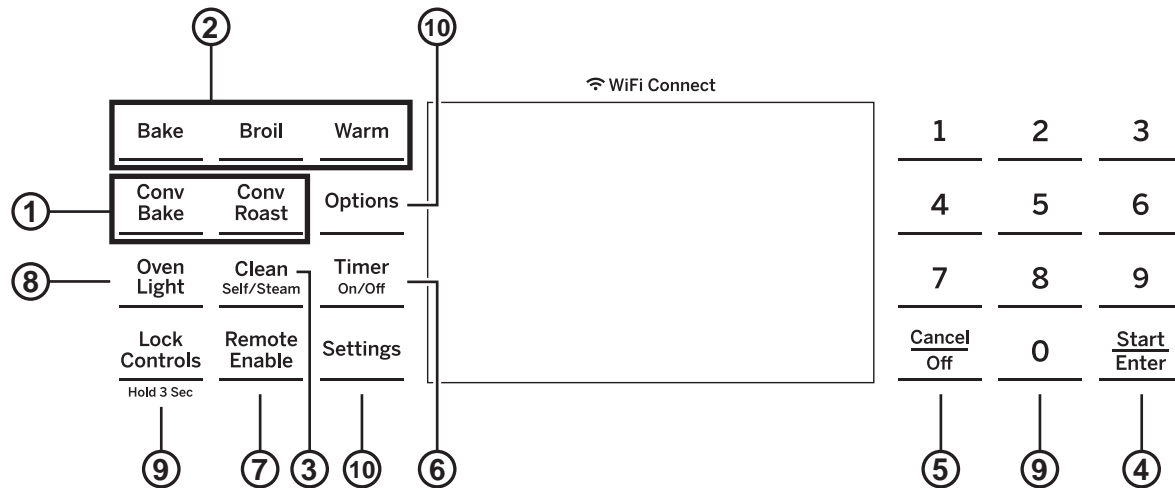 2 10
WiFi Connect
Bake Broil Warm 1 2 3
Conv Bake Conv Roast Options 4 5 6
1
8 Oven Light Clean Self/Steam Timer On/Off 7 8 9
Lock Controls Remote Enable Settings Cancel Off 0 Start Enter
Hold 3 Sec
9 7 3 10 6 5 9 4